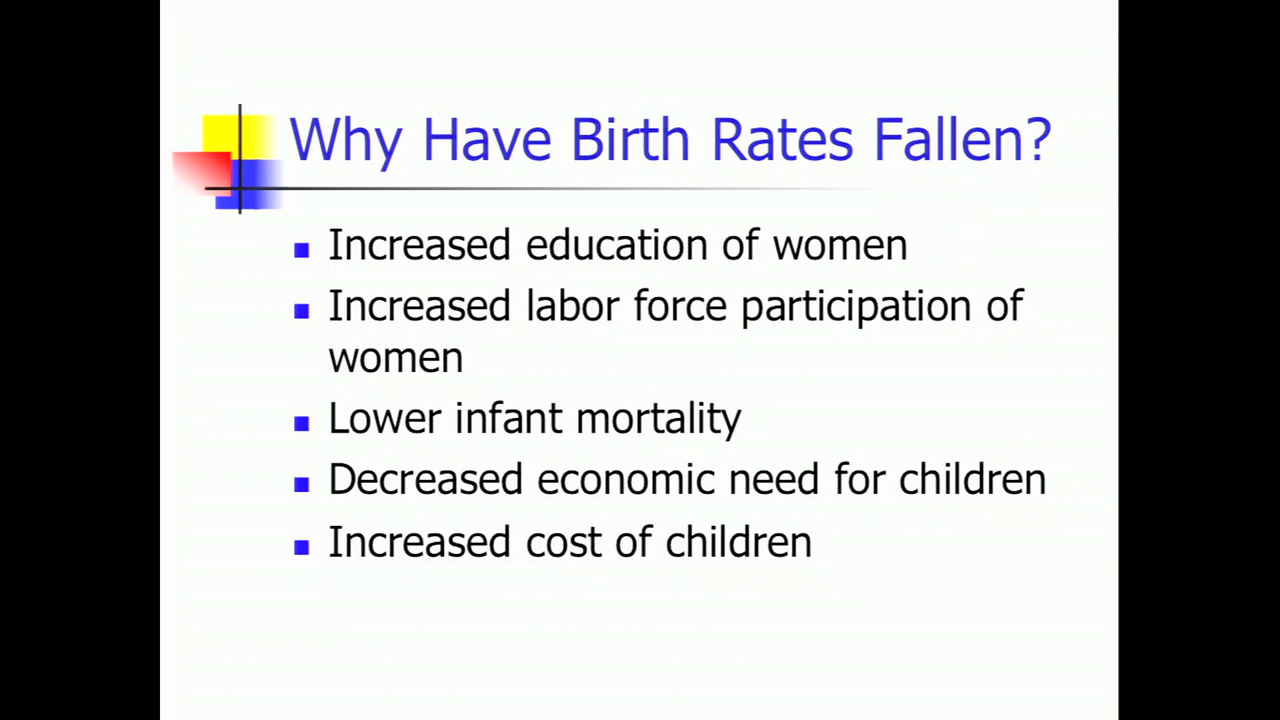 Why Have Birth Rates Fallen?
Increased education of women
Increased labor force participation of
women
Lower infant mortality
Decreased economic need for children
Increased cost of children